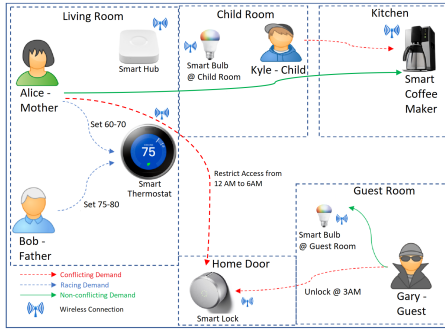 Living Room
Child Room
Kitchen
Smart Hub
Smart Bulb
@ Child Room
Kyle - Child
Smart
Coffee
Maker
Alice -
Mother
Set 60-70
75
Smart
Thermostat
Restrict Access from
12 AM to 6AM
Set 75-80
Bob -
Father
Guest Room
Smart Bulb
@ Guest Room
Home Door
Conflicting Demand
Racing Demand
Non-conflicting Demand
Wireless Connection
Smart Lock
Unlock @ 3AM
Gary -
Guest